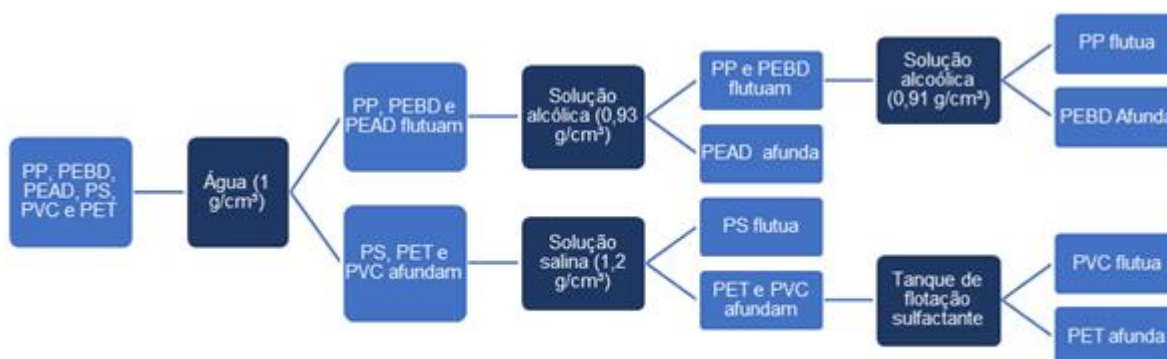 PP, PEBD,
PEAD, PS,
PVC e PET
Água (1
g/cm³)
PP, PEBD e
PEAD flutuam
Solução
alcólica (0,93
g/cm³)
PP e PEBD
flutuam
Solução
alcoólica
(0,91 g/cm³)
PP flutua
PEBD Afunda
PEAD afunda
PS, PET e
PVC afundam
Solução
salina (1,2
g/cm³)
PS flutua
PET e PVC
afundam
Tanque de
flotação
sulfactante
PVC flutua
PET afunda